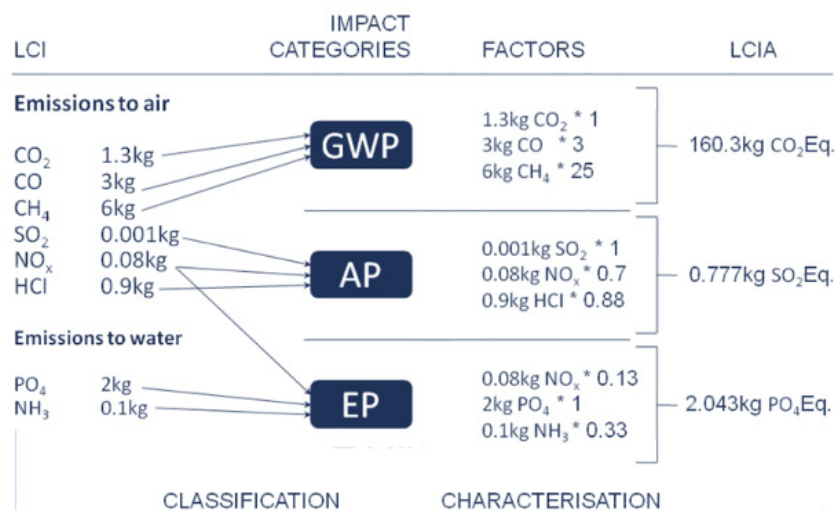 LCI IMPACT CATEGORIES FACTORS LCIA
Emissions to air
CO₂ 1.3kg
CO 3kg
CH₄ 6kg
SO₂ 0.001kg
NOₓ 0.08kg
HCl 0.9kg
Emissions to water
PO₄ 2kg
NH₃ 0.1kg
GWP
1.3kg CO₂ * 1
3kg CO * 3
6kg CH₄ * 25
160.3kg CO₂Eq.
AP
0.001kg SO₂ * 1
0.08kg NOₓ * 0.7
0.9kg HCl * 0.88
0.777kg SO₂Eq.
EP
0.08kg NOₓ * 0.13
2kg PO₄ * 1
0.1kg NH₃ * 0.33
2.043kg PO₄Eq.
CLASSIFICATION CHARACTERISATION